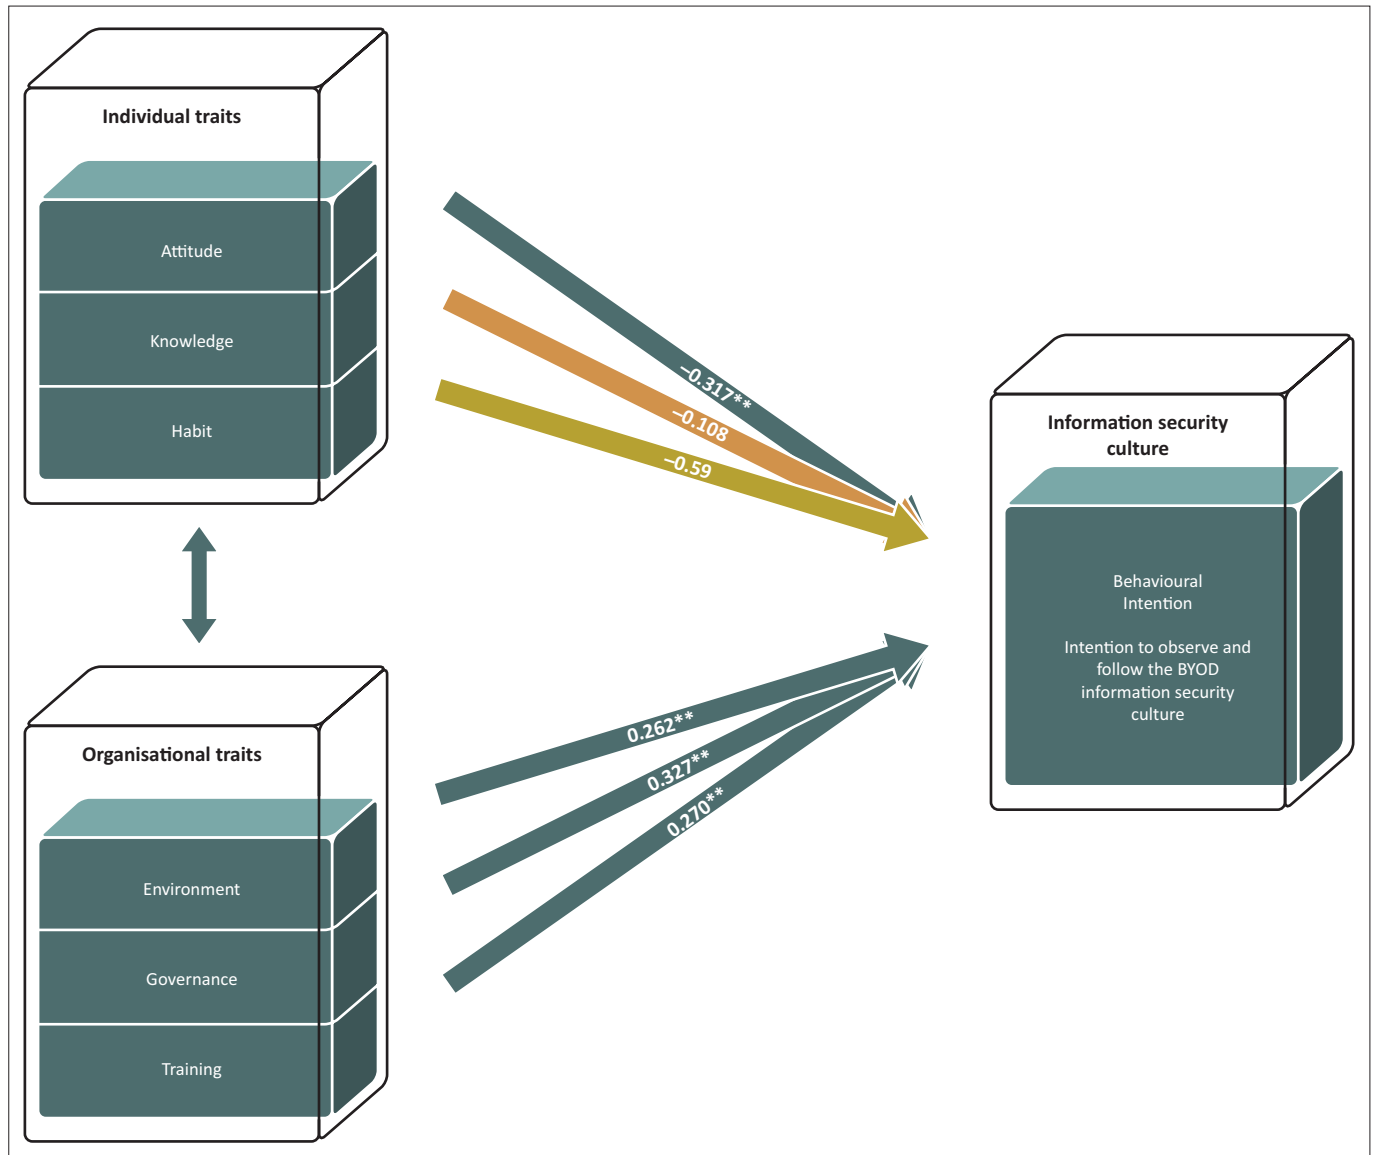 Individual traits
Attitude
Knowledge
Habit
–0.317**
–0.108
–0.59
Information security
culture
Behavioural
Intention
Intention to observe and
follow the BYOD
information security
culture
Organisational traits
Environment
Governance
Training
0.262**
0.327**
0.270**